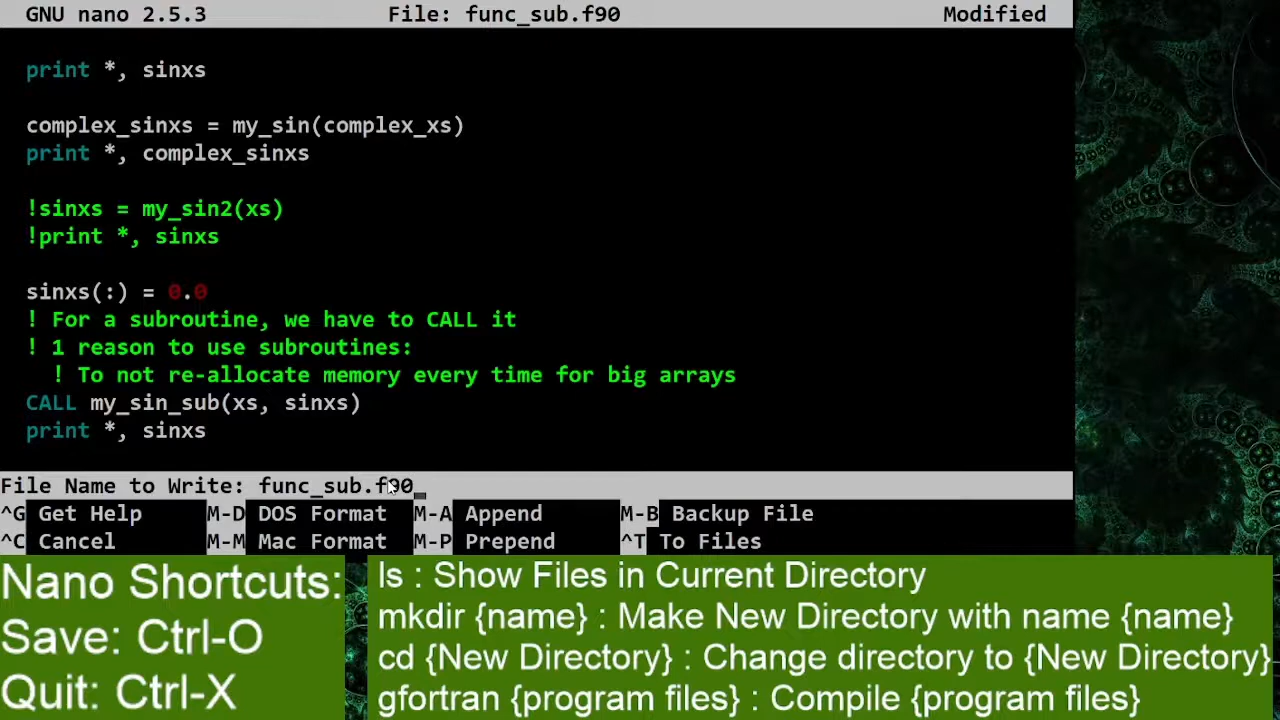 GNU nano 2.5.3 File: func_sub.f90 Modified
print *, sinxs
complex_sinxs = my_sin(complex_xs)
print *, complex_sinxs
!sinxs = my_sin2(xs)
!print *, sinxs
sinxs(:) = 0.0
! For a subroutine, we have to CALL it
! 1 reason to use subroutines:
! To not re-allocate memory every time for big arrays
CALL my_sin_sub(xs, sinxs)
print *, sinxs
File Name to Write: func_sub.f90
^G Get Help M-D DOS Format M-A Append M-B Backup File
^C Cancel M-M Mac Format M-P Prepend ^T To Files
Nano Shortcuts:
Save: Ctrl-O
Quit: Ctrl-X
ls : Show Files in Current Directory
mkdir {name} : Make New Directory with name {name}
cd {New Directory} : Change directory to {New Directory}
gfortran {program files} : Compile {program files}